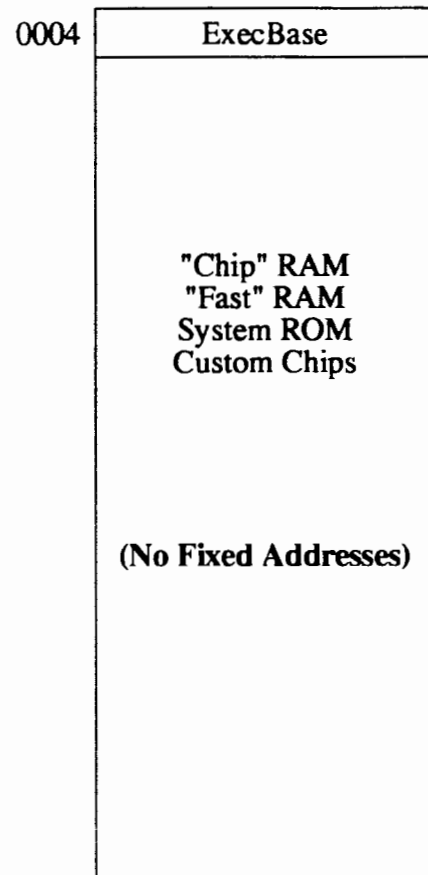 0004 ExecBase
"Chip" RAM
"Fast" RAM
System ROM
Custom Chips
(No Fixed Addresses)